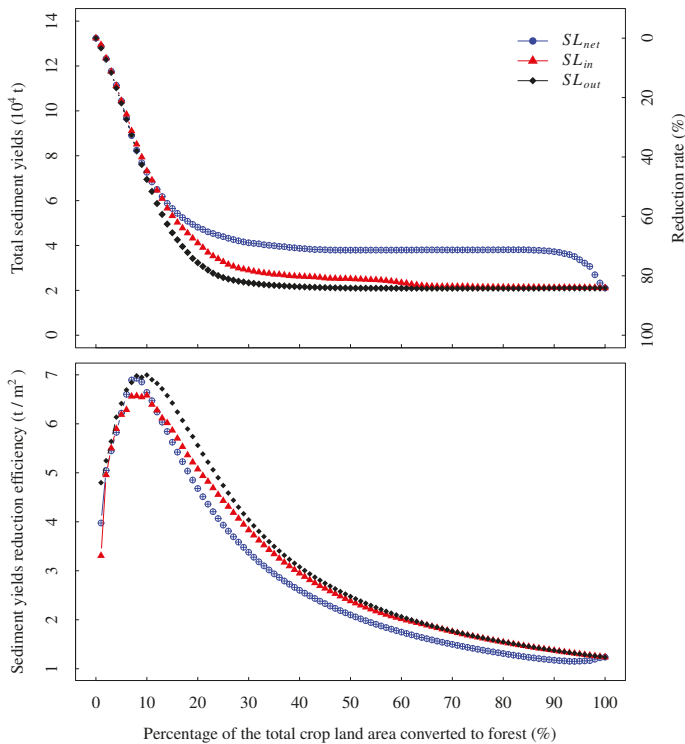 Total sediment yields (10⁴ t)
14
12
10
8
6
4
2
0
SLnet
SLin
SLout
0
20
40
60
80
100
Reduction rate (%)
Sediment yields reduction efficiency (t / m²)
7
6
5
4
3
2
1
0 10 20 30 40 50 60 70 80 90 100
Percentage of the total crop land area converted to forest (%)